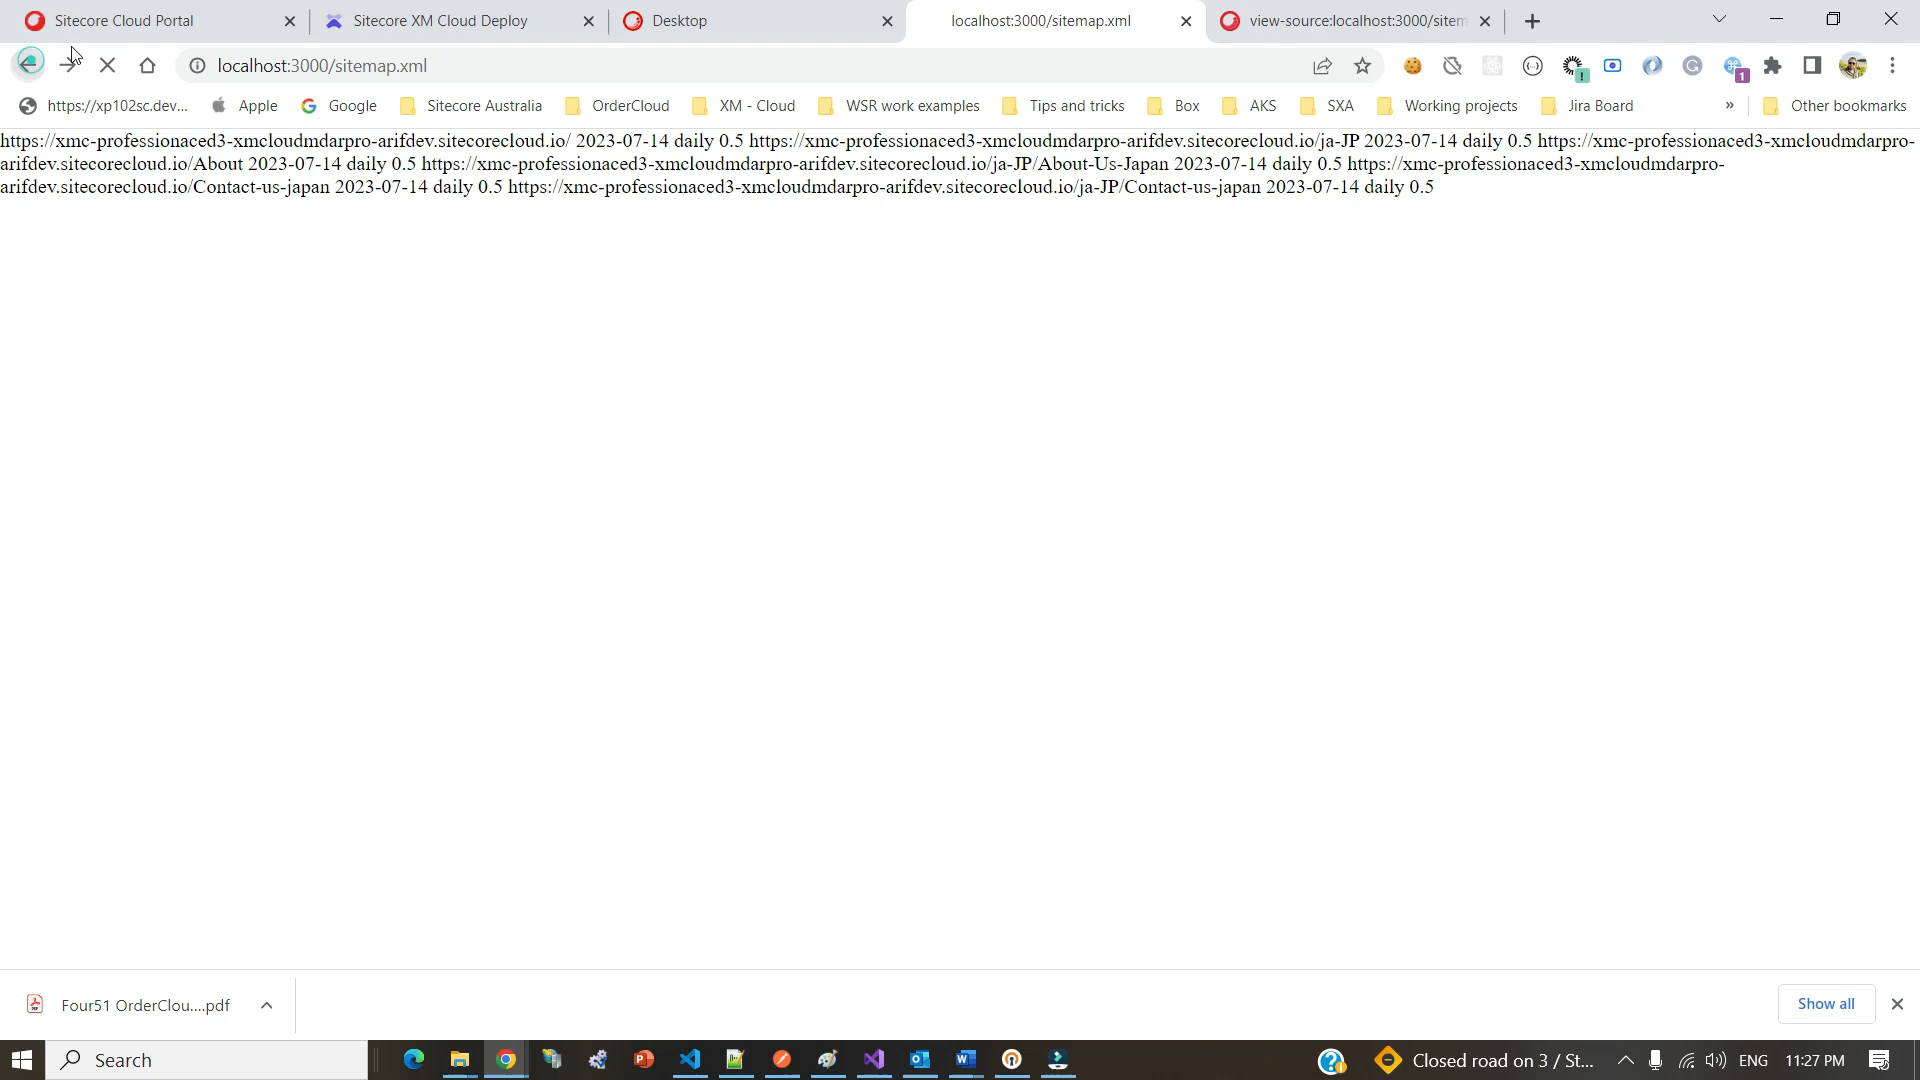 Sitecore Cloud Portal
Sitecore XM Cloud Deploy
Desktop
localhost:3000/sitemap.xml
view-source:localhost:3000/sitem
localhost:3000/sitemap.xml
https://xp102sc.dev...
Apple
Google
Sitecore Australia
OrderCloud
XM - Cloud
WSR work examples
Tips and tricks
Box
AKS
SXA
Working projects
Jira Board
»
Other bookmarks
1
https://xmc-professionaced3-xmcloudmdarpro-arifdev.sitecorecloud.io/ 2023-07-14 daily 0.5 https://xmc-professionaced3-xmcloudmdarpro-arifdev.sitecorecloud.io/ja-JP 2023-07-14 daily 0.5 https://xmc-professionaced3-xmcloudmdarpro-
arifdev.sitecorecloud.io/About 2023-07-14 daily 0.5 https://xmc-professionaced3-xmcloudmdarpro-arifdev.sitecorecloud.io/ja-JP/About-Us-Japan 2023-07-14 daily 0.5 https://xmc-professionaced3-xmcloudmdarpro-
arifdev.sitecorecloud.io/Contact-us-japan 2023-07-14 daily 0.5 https://xmc-professionaced3-xmcloudmdarpro-arifdev.sitecorecloud.io/ja-JP/Contact-us-japan 2023-07-14 daily 0.5
Four51 OrderClou....pdf
Show all
Search
Closed road on 3 / St...
ENG
11:27 PM